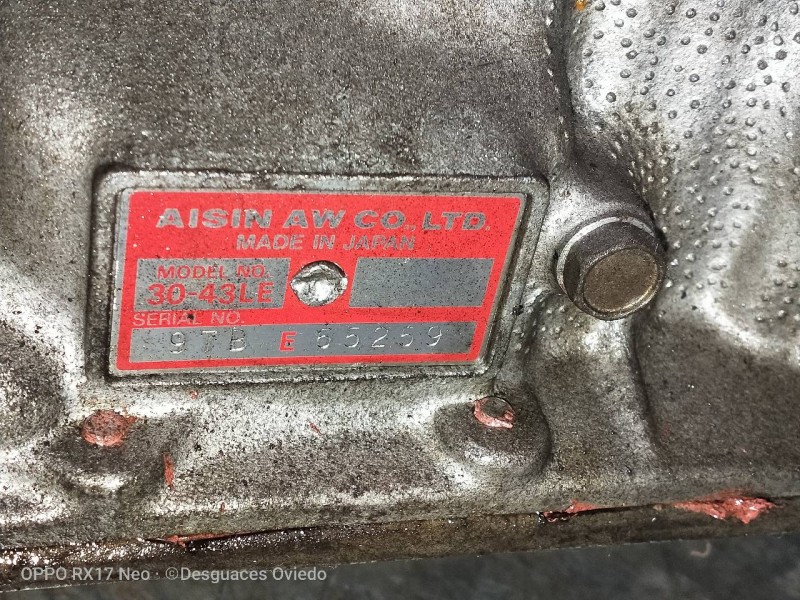 AISIN AW CO., LTD.
MADE IN JAPAN
MODEL NO.
30-43LE
SERIAL NO.
97B E 65259
OPPO RX17 Neo · ©Desguaces Oviedo